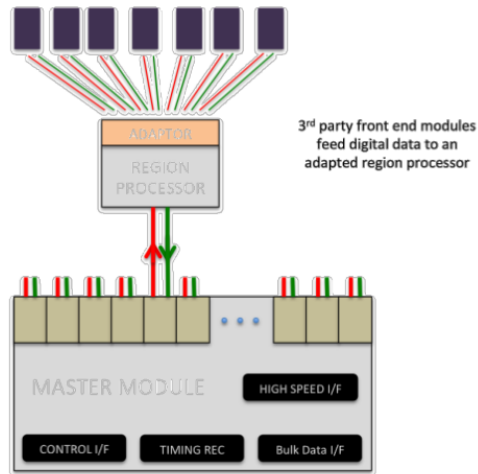 ADAPTOR
REGION
PROCESSOR
3rd party front end modules
feed digital data to an
adapted region processor
MASTER MODULE
HIGH SPEED I/F
CONTROL I/F
TIMING REC
Bulk Data I/F